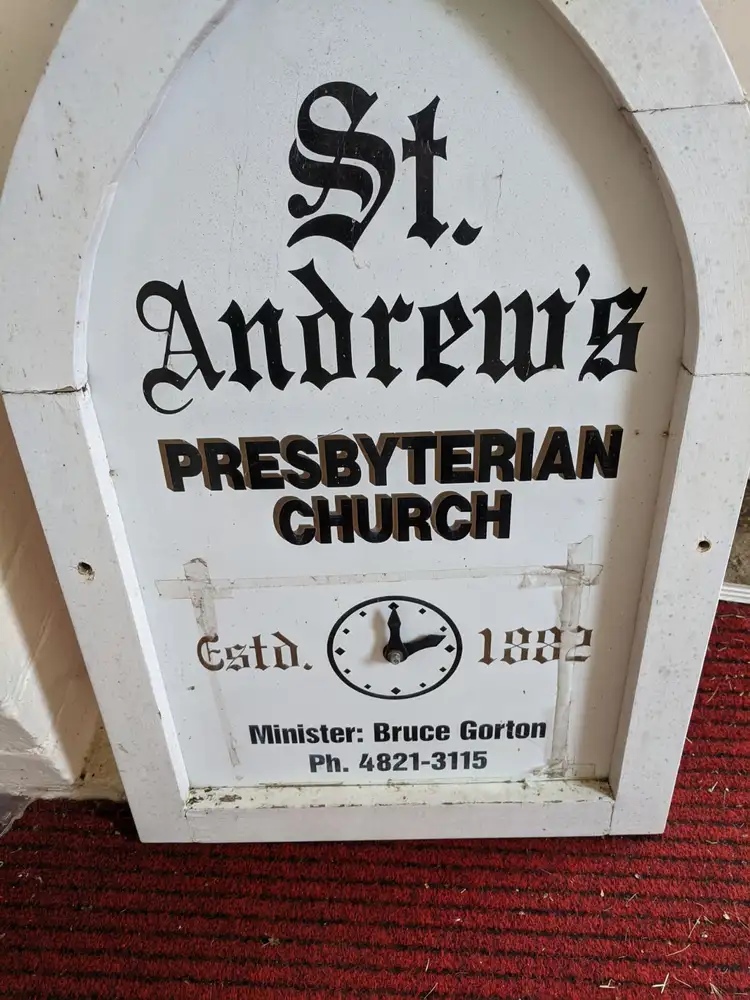 St.
Andrew's
PRESBYTERIAN
CHURCH
Estd. 1882
Minister: Bruce Gorton
Ph. 4821-3115